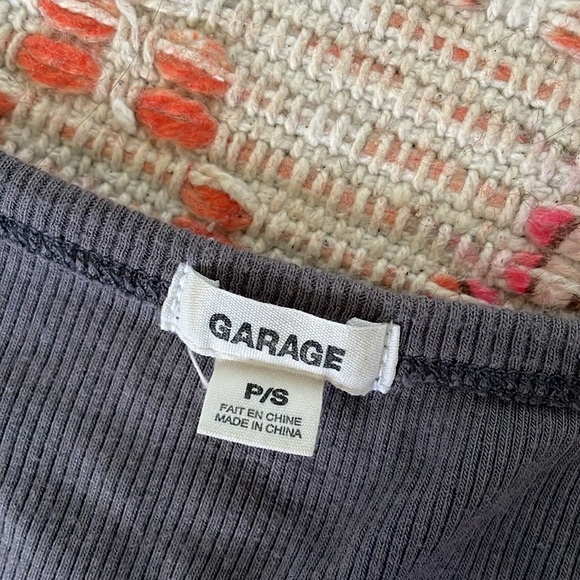 GARAGE
P/S
FAIT EN CHINE
MADE IN CHINA